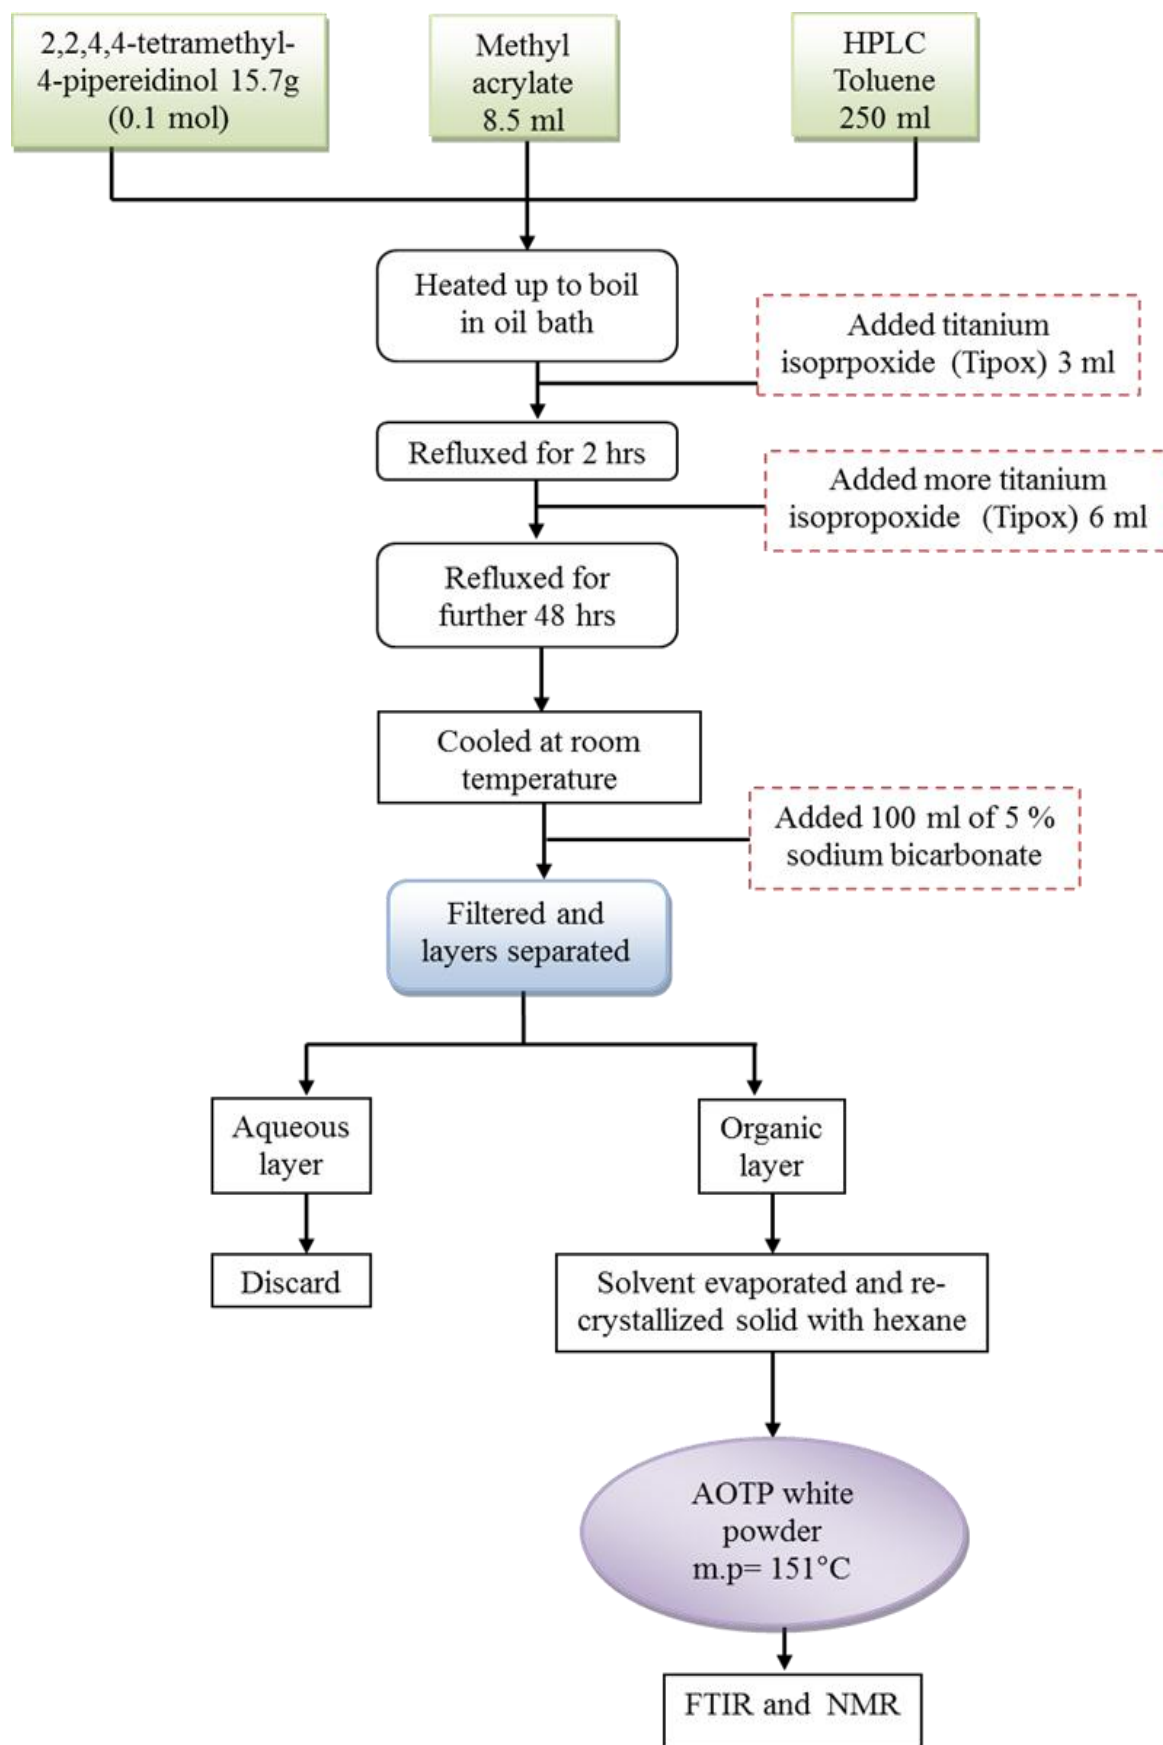 2,2,4,4-tetramethyl-
4-pipereidinol 15.7g
(0.1 mol)
Methyl
acrylate
8.5 ml
HPLC
Toluene
250 ml
Heated up to boil
in oil bath
Added titanium
isoprpoxide (Tipox) 3 ml
Refluxed for 2 hrs
Added more titanium
isopropoxide (Tipox) 6 ml
Refluxed for
further 48 hrs
Cooled at room
temperature
Added 100 ml of 5 %
sodium bicarbonate
Filtered and
layers separated
Aqueous
layer
Organic
layer
Discard
Solvent evaporated and re-
crystallized solid with hexane
AOTP white
powder
m.p= 151°C
FTIR and NMR